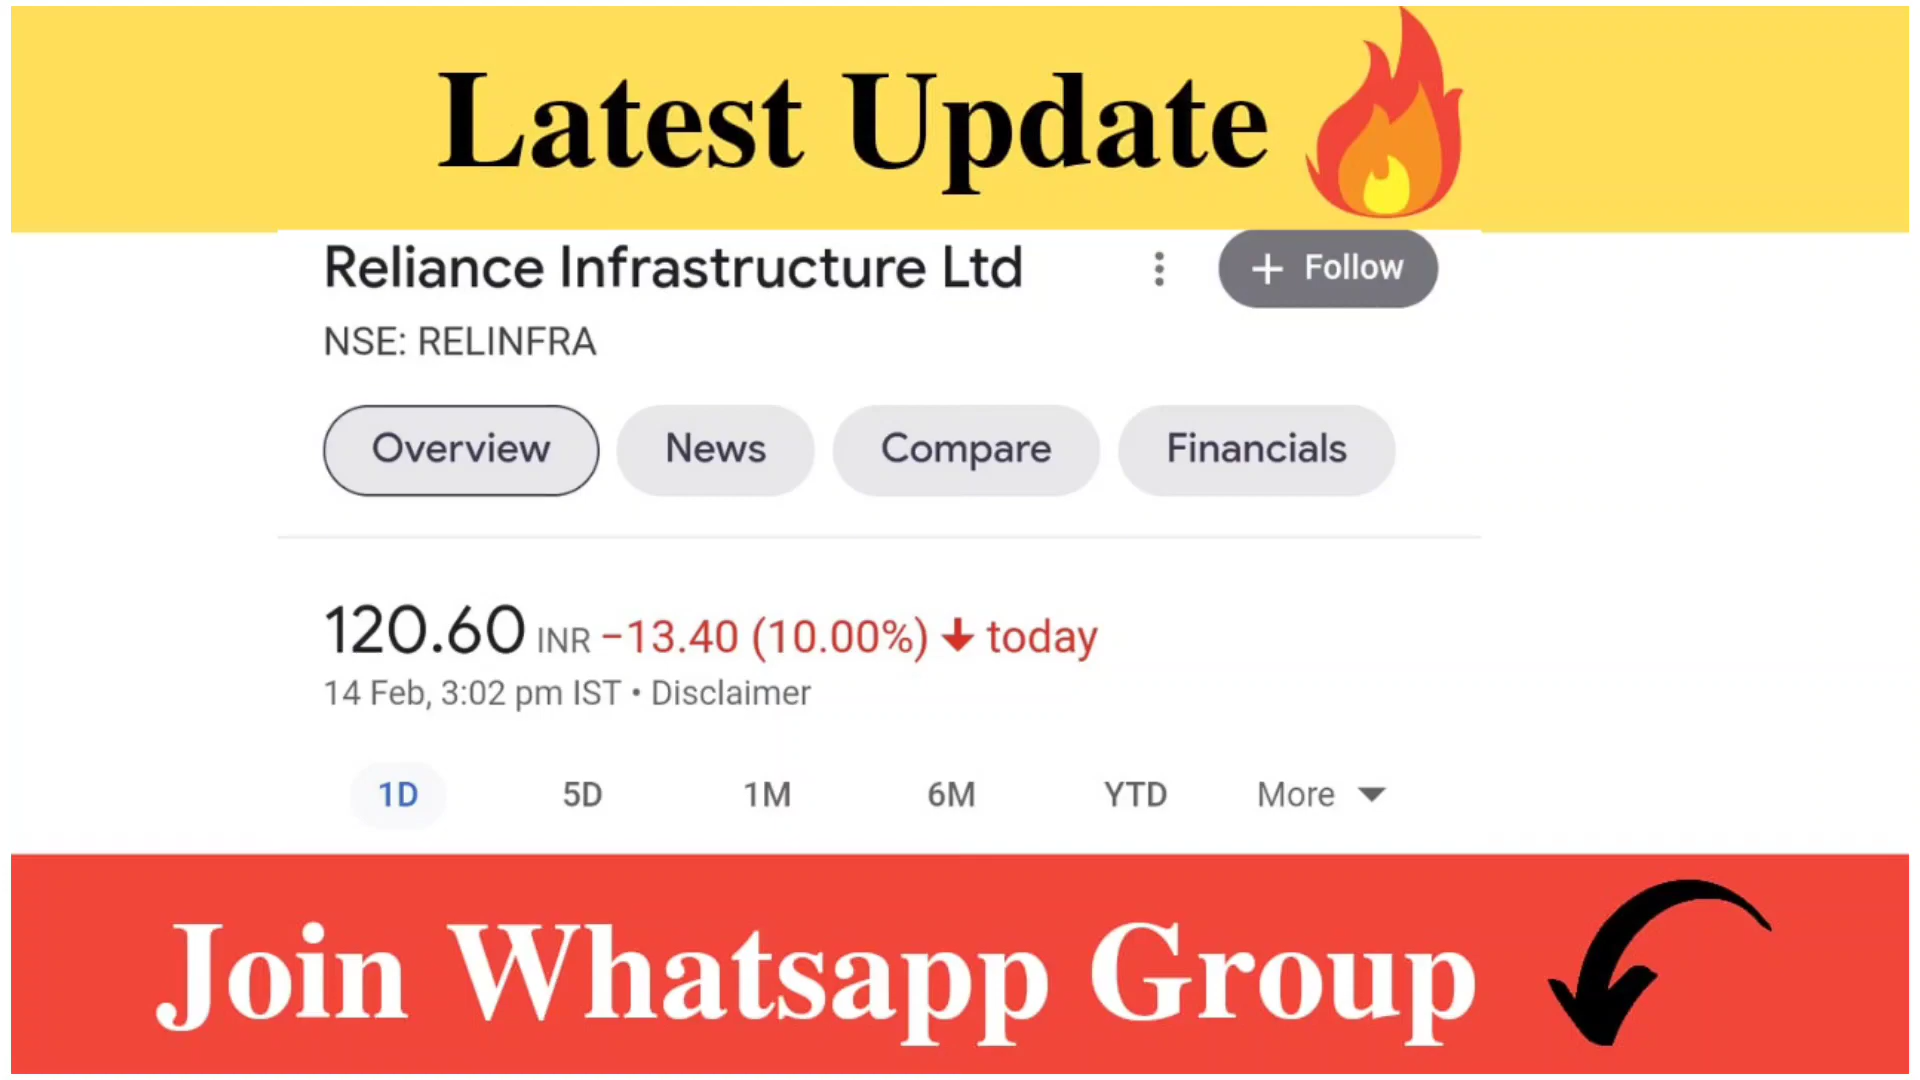 Latest Update
Reliance Infrastructure Ltd
+ Follow
NSE: RELINFRA
Overview News Compare Financials
120.60 INR −13.40 (10.00%) ↓ today
14 Feb, 3:02 pm IST • Disclaimer
1D 5D 1M 6M YTD More
Join Whatsapp Group